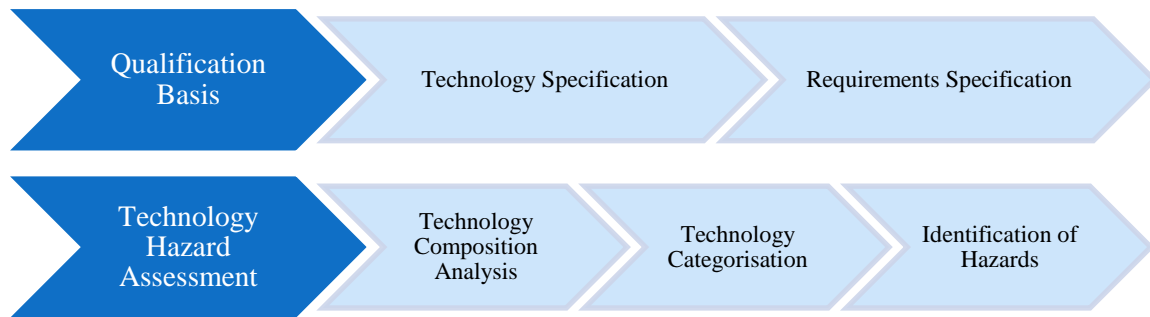 Qualification
Basis
Technology Specification
Requirements Specification
Technology
Hazard
Assessment
Technology
Composition
Analysis
Technology
Categorisation
Identification of
Hazards